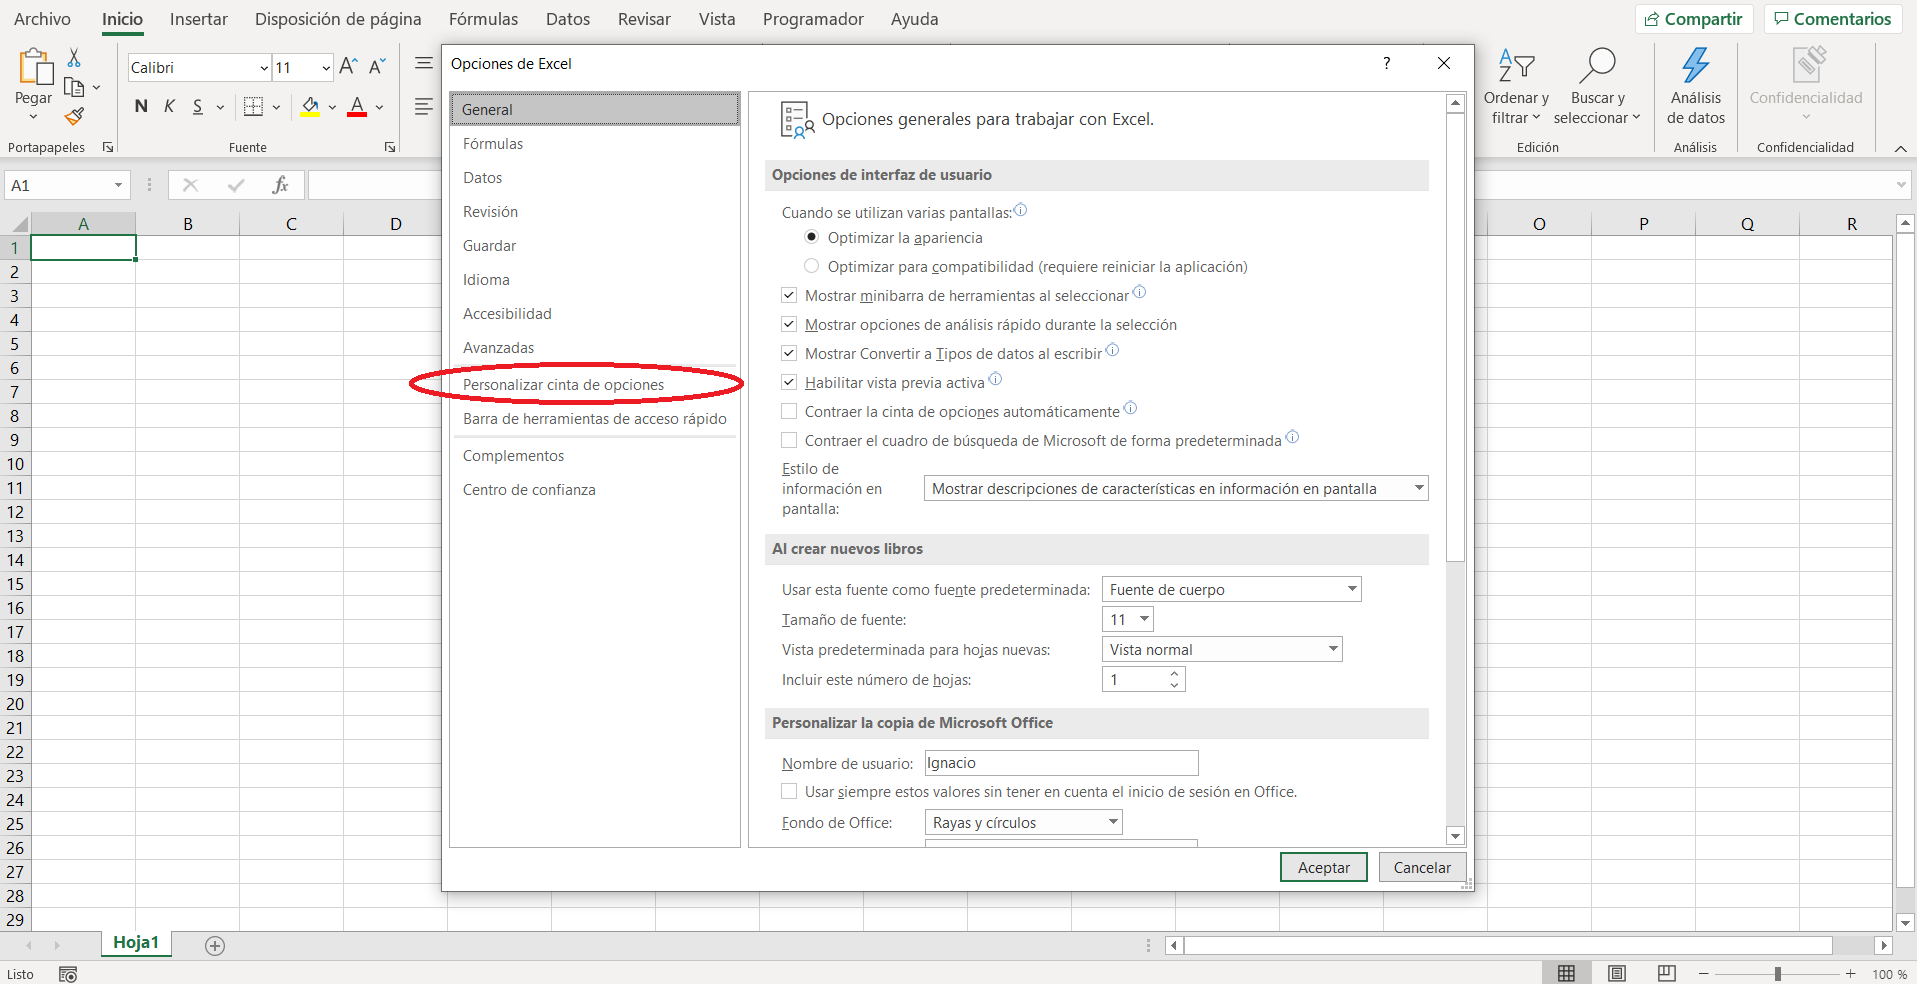 Archivo Inicio Insertar Disposición de página Fórmulas Datos Revisar Vista Programador Ayuda Compartir Comentarios
Pegar
Calibri 11
N K S
A
Portapapeles Fuente
Ordenar y filtrar
Buscar y seleccionar
Análisis de datos
Confidencialidad
Edición Análisis Confidencialidad
A1 fx
A B C D O P Q R
1
2
3
4
5
6
7
8
9
10
11
12
13
14
15
16
17
18
19
20
21
22
23
24
25
26
27
28
29
Opciones de Excel ?
General
Fórmulas
Datos
Revisión
Guardar
Idioma
Accesibilidad
Avanzadas
Personalizar cinta de opciones
Barra de herramientas de acceso rápido
Complementos
Centro de confianza
Opciones generales para trabajar con Excel.
Opciones de interfaz de usuario
Cuando se utilizan varias pantallas:
Optimizar la apariencia
Optimizar para compatibilidad (requiere reiniciar la aplicación)
Mostrar minibarra de herramientas al seleccionar
Mostrar opciones de análisis rápido durante la selección
Mostrar Convertir a Tipos de datos al escribir
Habilitar vista previa activa
Contraer la cinta de opciones automáticamente
Contraer el cuadro de búsqueda de Microsoft de forma predeterminada
Estilo de
información en
pantalla:
Mostrar descripciones de características en información en pantalla
Al crear nuevos libros
Usar esta fuente como fuente predeterminada: Fuente de cuerpo
Tamaño de fuente: 11
Vista predeterminada para hojas nuevas: Vista normal
Incluir este número de hojas: 1
Personalizar la copia de Microsoft Office
Nombre de usuario: Ignacio
Usar siempre estos valores sin tener en cuenta el inicio de sesión en Office.
Fondo de Office: Rayas y círculos
Aceptar Cancelar
Hoja1
Listo 100 %